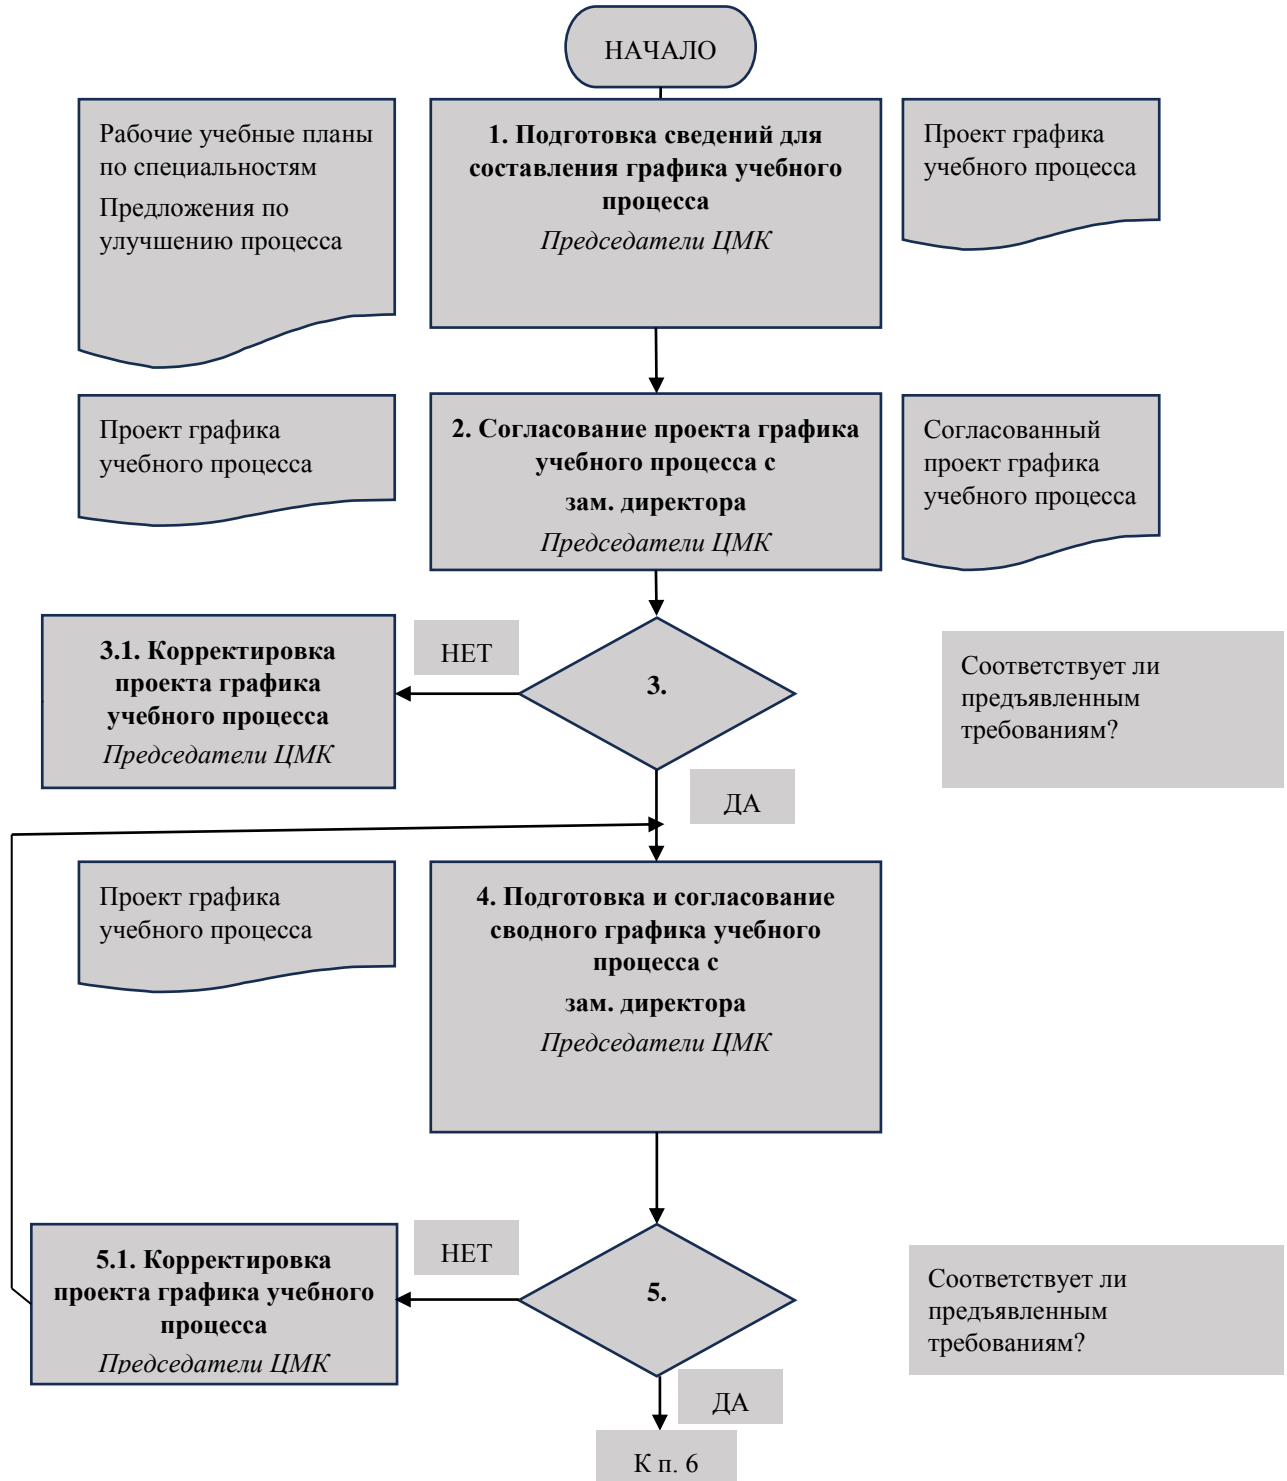 НАЧАЛО
Рабочие учебные планы
по специальностям
Предложения по
улучшению процесса
1. Подготовка сведений для
составления графика учебного
процесса
Председатели ЦМК
Проект графика
учебного процесса
Проект графика
учебного процесса
2. Согласование проекта графика
учебного процесса с
зам. директора
Председатели ЦМК
Согласованный
проект графика
учебного процесса
3.1. Корректировка
проекта графика
учебного процесса
Председатели ЦМК
НЕТ
3.
Соответствует ли
предъявленным
требованиям?
ДА
Проект графика
учебного процесса
4. Подготовка и согласование
сводного графика учебного
процесса с
зам. директора
Председатели ЦМК
5.1. Корректировка
проекта графика учебного
процесса
Председатели ЦМК
НЕТ
5.
Соответствует ли
предъявленным
требованиям?
ДА
К п. 6